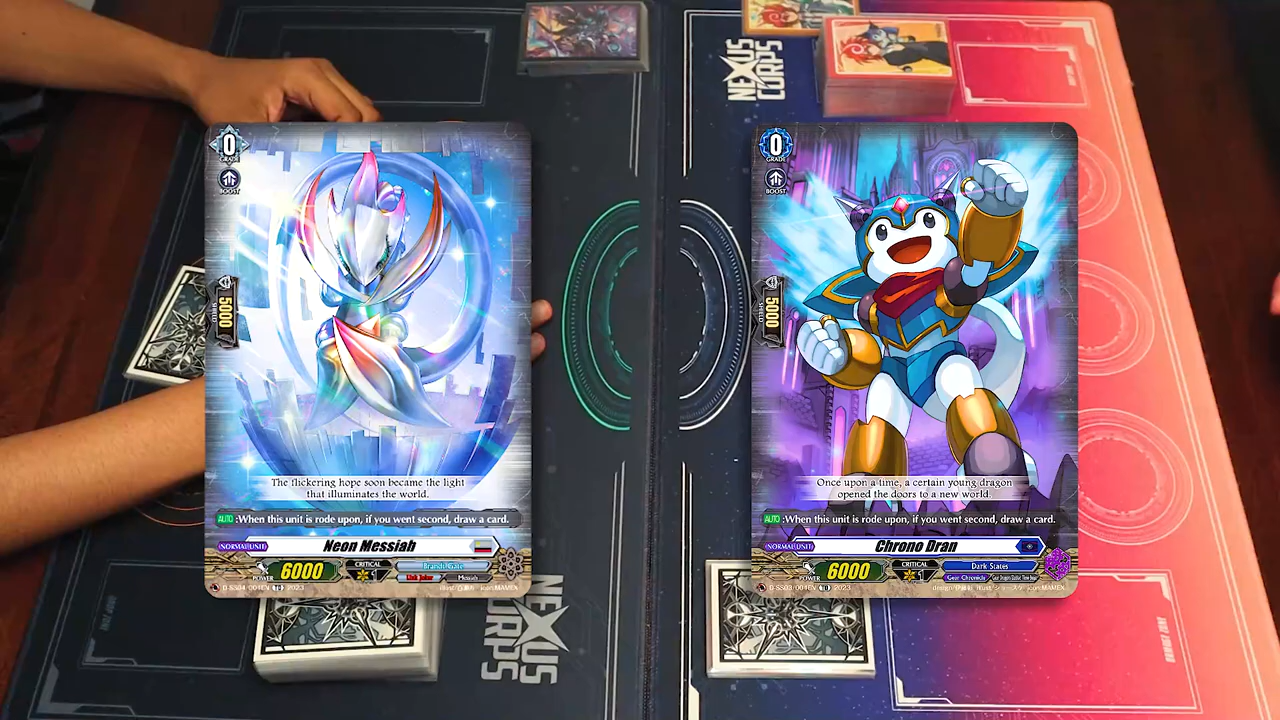 NEXUS
CORPS
0
GRADE
BOOST
5000
SHIELD
The flickering hope soon became the light
that illuminates the world.
AUTO :When this unit is rode upon, if you went second, draw a card.
NORMAL UNIT
Neon Messiah
POWER
6000
CRITICAL
1
Brandt Gate
Messiah
2023
0
GRADE
BOOST
5000
SHIELD
Once upon a time, a certain young dragon
opened the doors to a new world.
AUTO :When this unit is rode upon, if you went second, draw a card.
NORMAL UNIT
Chrono Dran
POWER
6000
CRITICAL
1
Dark States
Gear Chronicle
2023
NEXUS
CORPS
DAMAGE ZONE